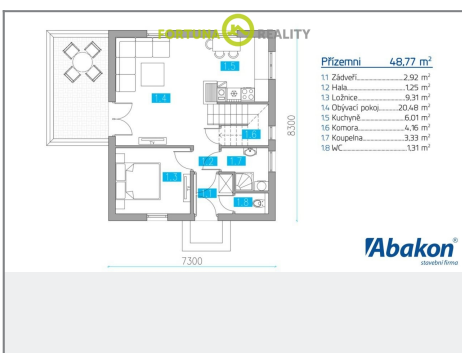 FORTUNA REALITY
Přízemní 48,77 m²
1.1 Zádveří 2,92 m²
1.2 Hala 1,25 m²
1.3 Ložnice 9,31 m²
1.4 Obývací pokoj 20,48 m²
1.5 Kuchyně 6,01 m²
1.6 Komora 4,16 m²
1.7 Koupelna 3,33 m²
1.8 WC 1,31 m²
1.5
1.4
1.6
1.2 1.7
1.3
1.1
1.8
8300
7300
Abakon®
stavební firma